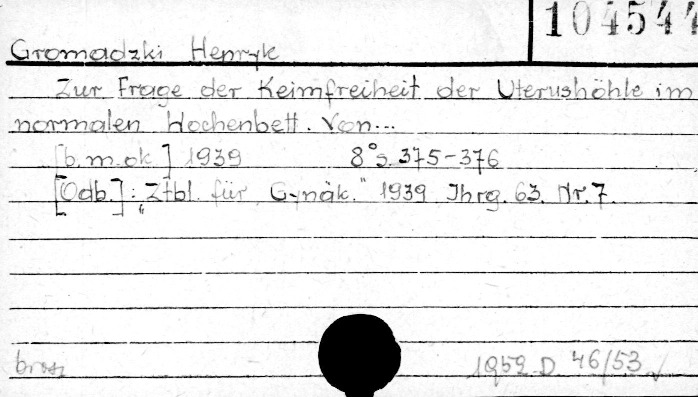 104544
Gromadzki Henryk
Zur Frage der Keimfreiheit der Uterushöhle im
normalen Wochenbett. Von...
[b.m.ok.] 1939 8° s. 375-376
[Odb.]: "Ztbl. für Gynäk." 1939 Jhrg. 63. Nr. 7.
brosz
1952 D 46/53